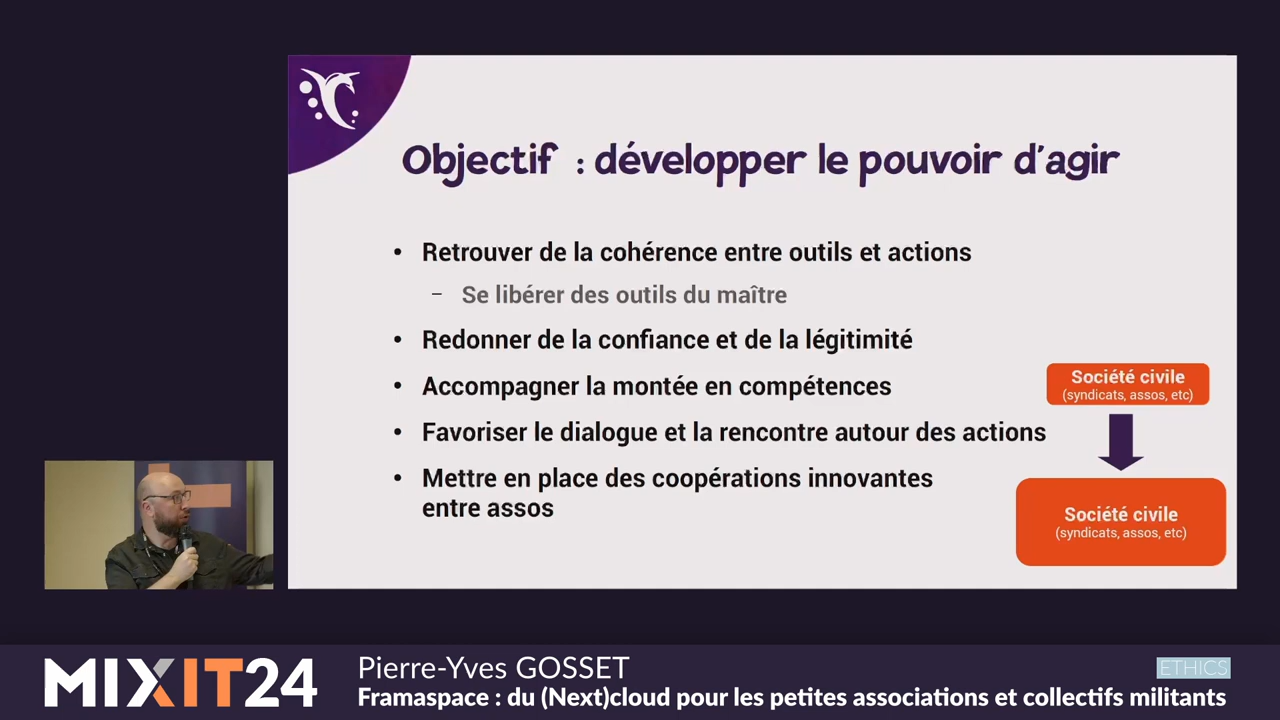 Objectif : développer le pouvoir d'agir
• Retrouver de la cohérence entre outils et actions
– Se libérer des outils du maître
• Redonner de la confiance et de la légitimité
• Accompagner la montée en compétences
• Favoriser le dialogue et la rencontre autour des actions
• Mettre en place des coopérations innovantes
entre assos
Société civile
(syndicats, assos, etc)
Société civile
(syndicats, assos, etc)
MIXIT24
Pierre-Yves GOSSET
ETHICS
Framaspace : du (Next)cloud pour les petites associations et collectifs militants